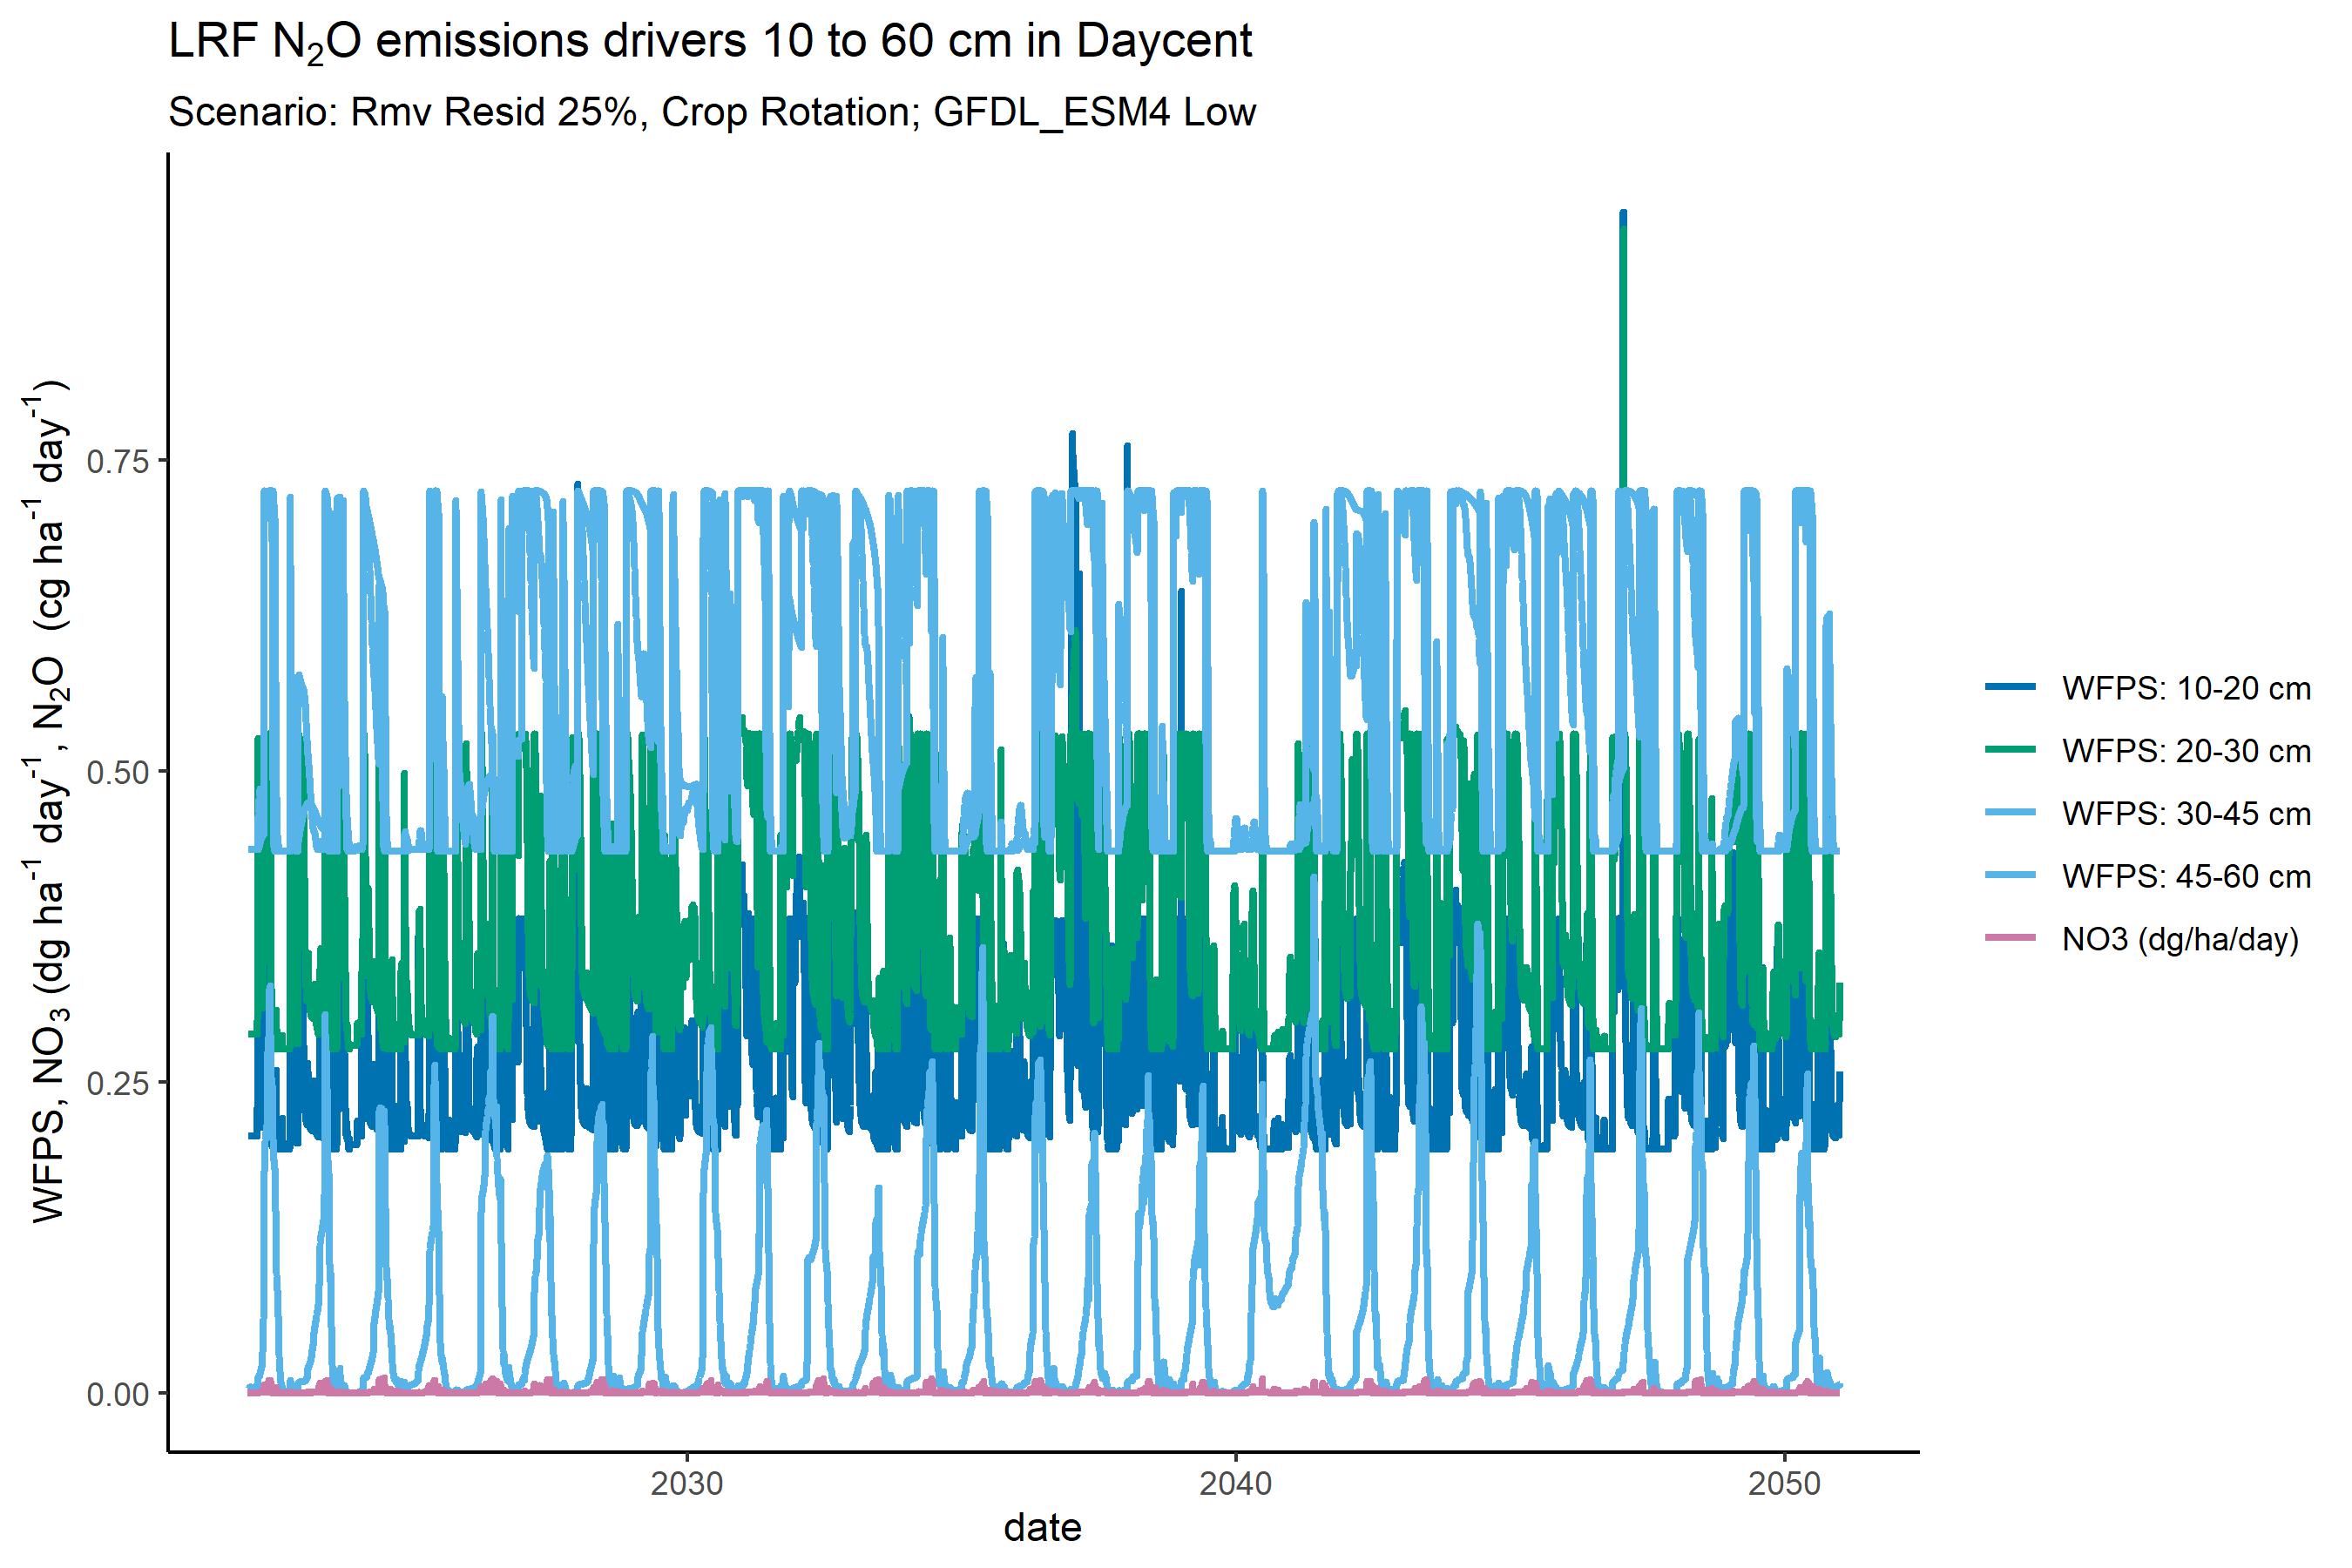 LRF N₂O emissions drivers 10 to 60 cm in Daycent
Scenario: Rmv Resid 25%, Crop Rotation; GFDL_ESM4 Low
WFPS, NO₃ (dg ha⁻¹ day⁻¹, N₂O  (cg ha⁻¹ day⁻¹)
0.75
0.50
0.25
0.00
2030
2040
2050
date
WFPS: 10-20 cm
WFPS: 20-30 cm
WFPS: 30-45 cm
WFPS: 45-60 cm
NO3 (dg/ha/day)